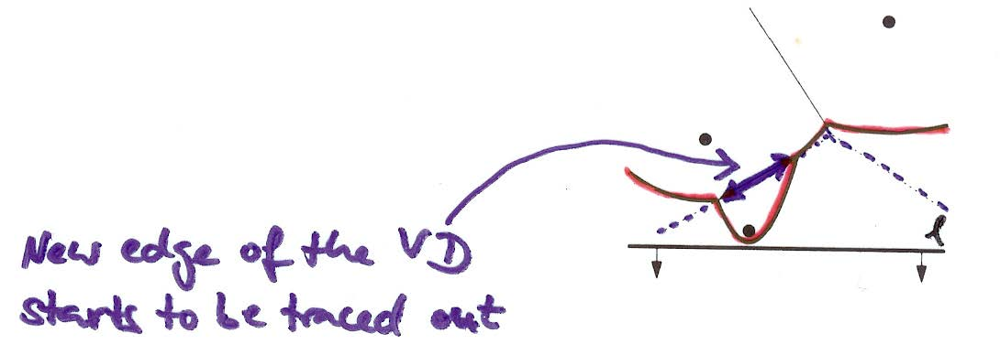 ℓ
New edge of the VD
starts to be traced out